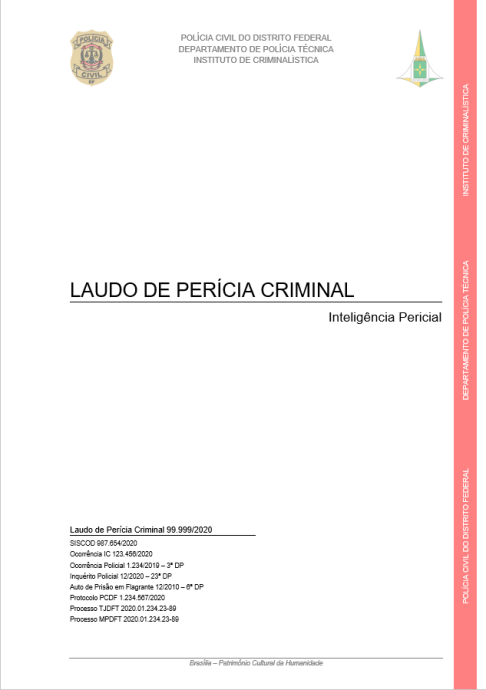 POLÍCIA CIVIL DO DISTRITO FEDERAL
DEPARTAMENTO DE POLÍCIA TÉCNICA
INSTITUTO DE CRIMINALÍSTICA
POLICIA
CIVIL
DF
INSTITUTO DE CRIMINALÍSTICA
DEPARTAMENTO DE POLÍCIA TÉCNICA
POLÍCIA CIVIL DO DISTRITO FEDERAL
LAUDO DE PERÍCIA CRIMINAL
Inteligência Pericial
Laudo de Perícia Criminal 99.999/2020
SISCOD 987.654/2020
Ocorrência IC 123.456/2020
Ocorrência Policial 1.234/2019 – 3ª DP
Inquérito Policial 12/2020 – 23ª DP
Auto de Prisão em Flagrante 12/2010 – 6ª DP
Protocolo PCDF 1.234.567/2020
Processo TJDFT 2020.01.234.23-89
Processo MPDFT 2020.01.234.23-89
Brasília – Patrimônio Cultural da Humanidade